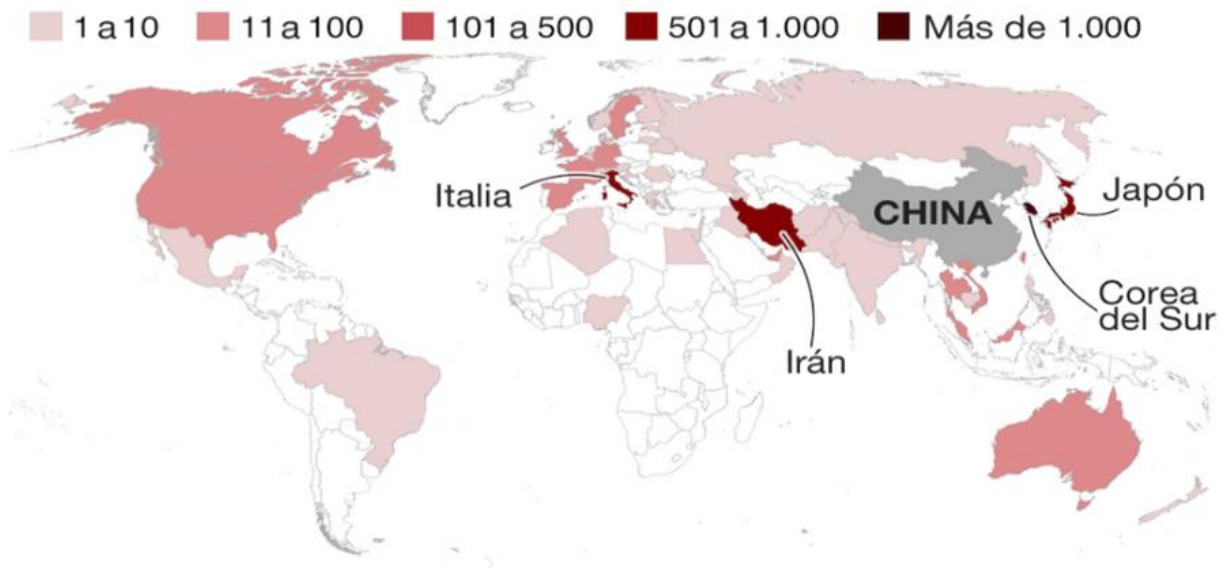 1 a 10 11 a 100 101 a 500 501 a 1.000 Más de 1.000
Italia
CHINA
Japón
Corea
del Sur
Irán